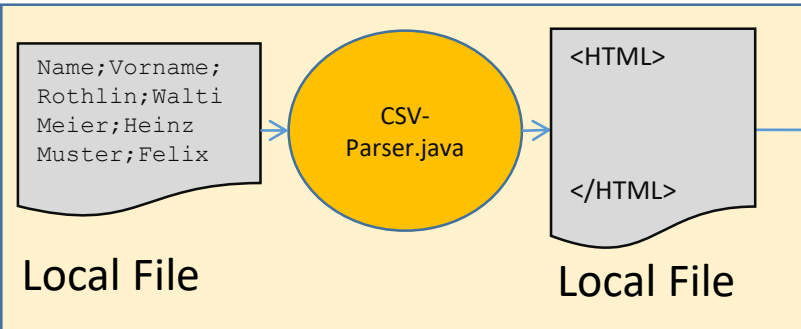 Name;Vorname;
Rothlin;Walti
Meier;Heinz
Muster;Felix
Local File
CSV-
Parser.java
<HTML>
</HTML>
Local File